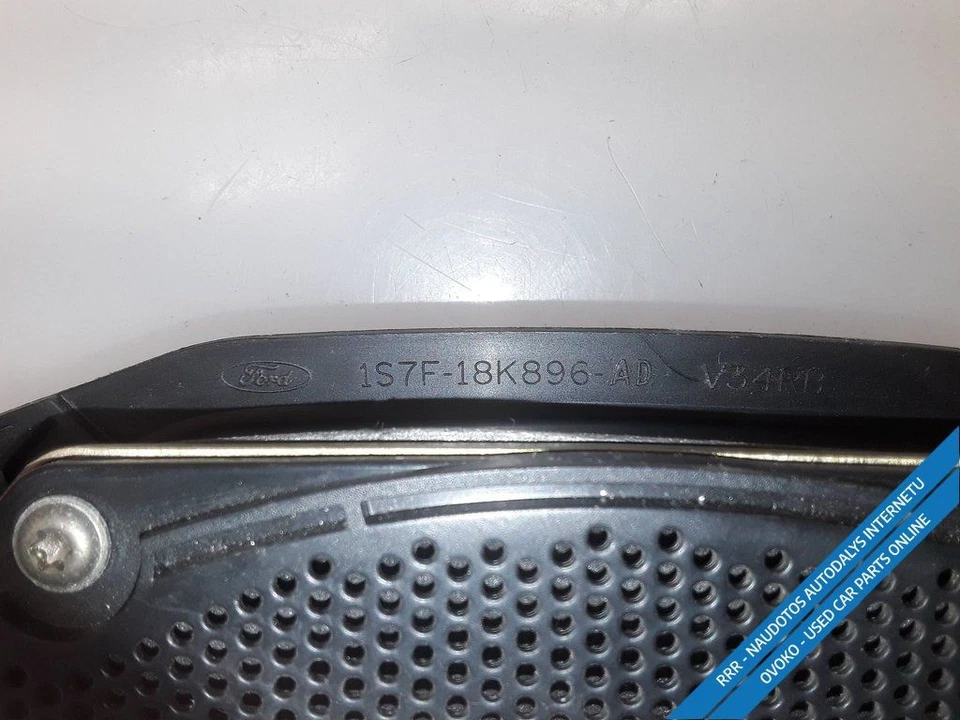 Ford 1S7F-18K896-AD
RRR - NAUDOTOS AUTODALYS INTERNETU
OVOKO - USED CAR PARTS ONLINE